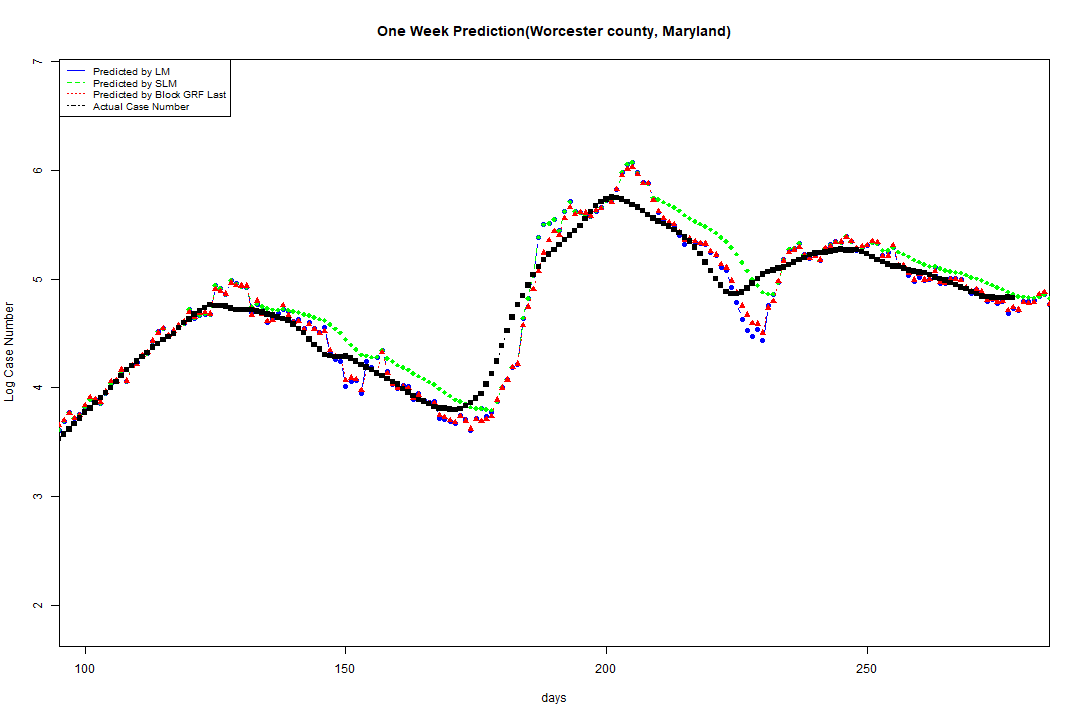 One Week Prediction(Worcester county, Maryland)
Predicted by LM
Predicted by SLM
Predicted by Block GRF Last
Actual Case Number
7
6
5
4
3
2
Log Case Number
100 150 200 250
days